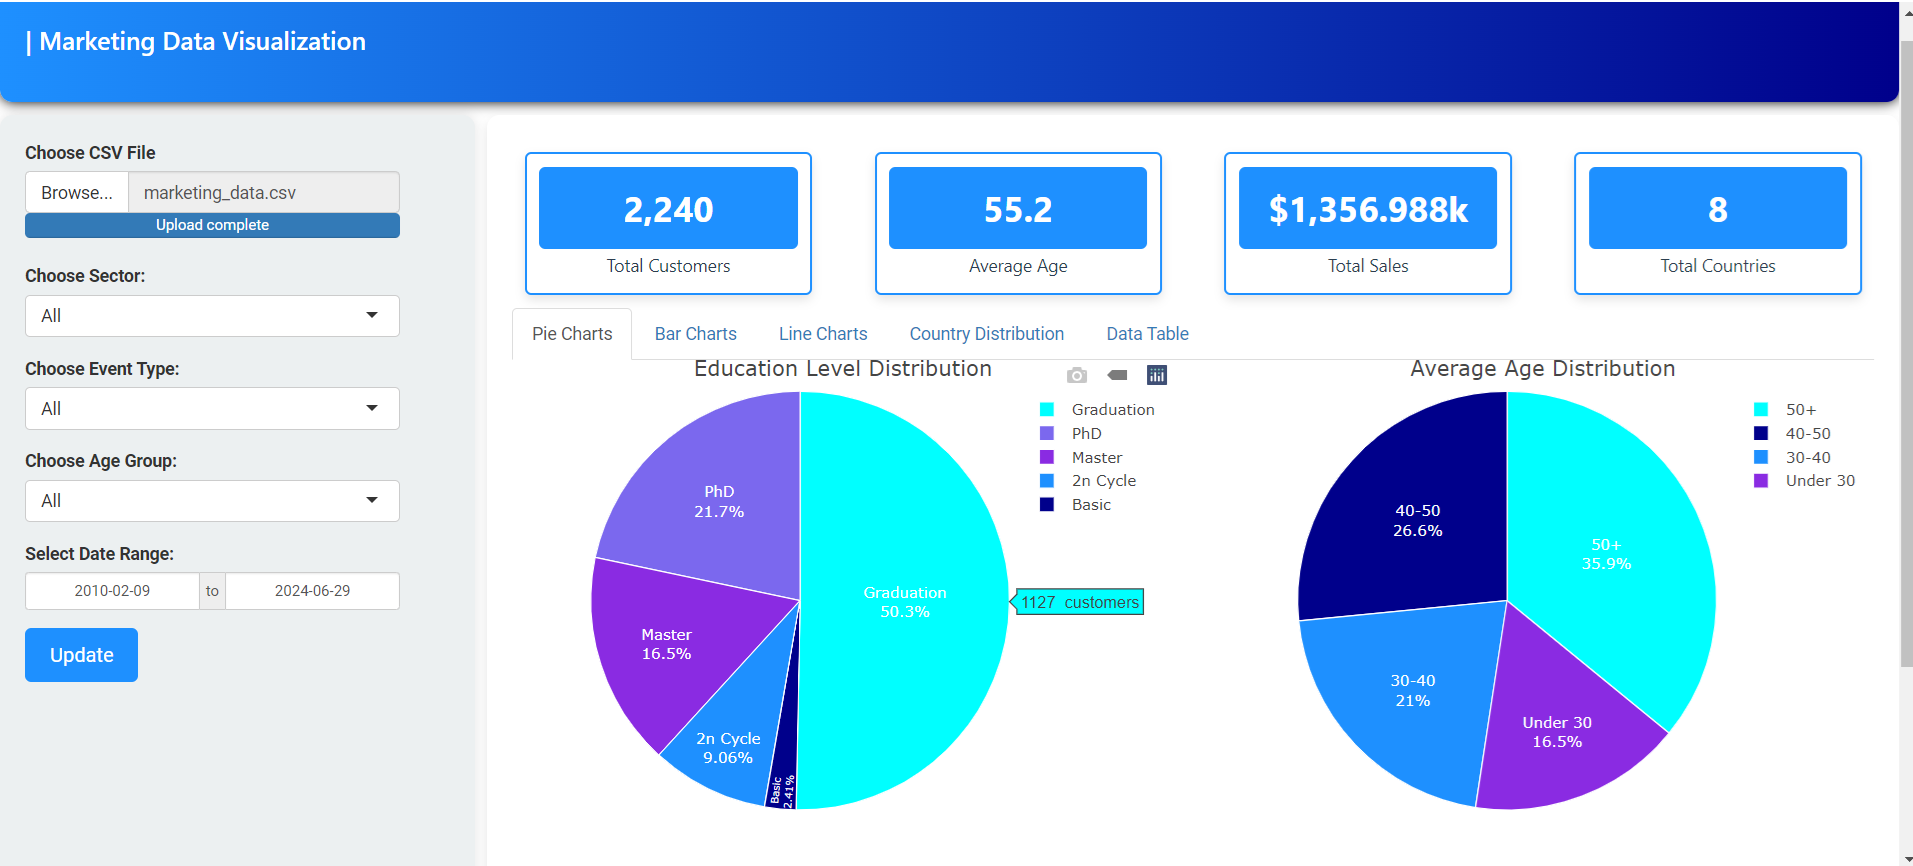 | Marketing Data Visualization
Choose CSV File
Browse... marketing_data.csv
Upload complete
Choose Sector:
All
Choose Event Type:
All
Choose Age Group:
All
Select Date Range:
2010-02-09 to 2024-06-29
Update
2,240
Total Customers
55.2
Average Age
$1,356.988k
Total Sales
8
Total Countries
Pie Charts Bar Charts Line Charts Country Distribution Data Table
Education Level Distribution
Graduation
PhD
Master
2n Cycle
Basic
PhD
21.7%
Graduation
50.3%
1127 customers
Master
16.5%
2n Cycle
9.06%
Basic
2.41%
Average Age Distribution
50+
40-50
30-40
Under 30
40-50
26.6%
50+
35.9%
30-40
21%
Under 30
16.5%